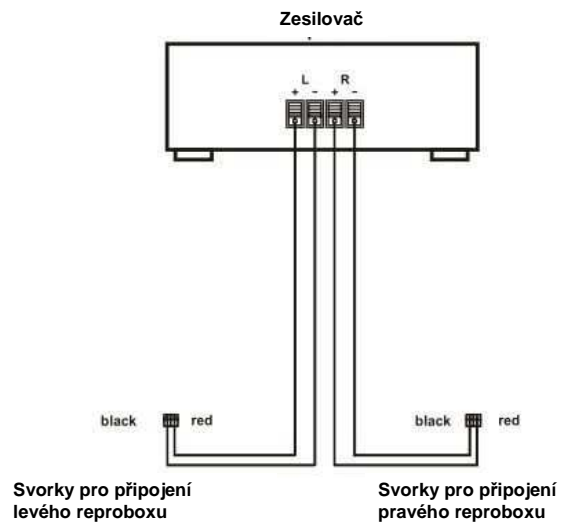 Zesilovač
L R
+ - + -
black red black red
Svorky pro připojení
levého reproboxu
Svorky pro připojení
pravého reproboxu